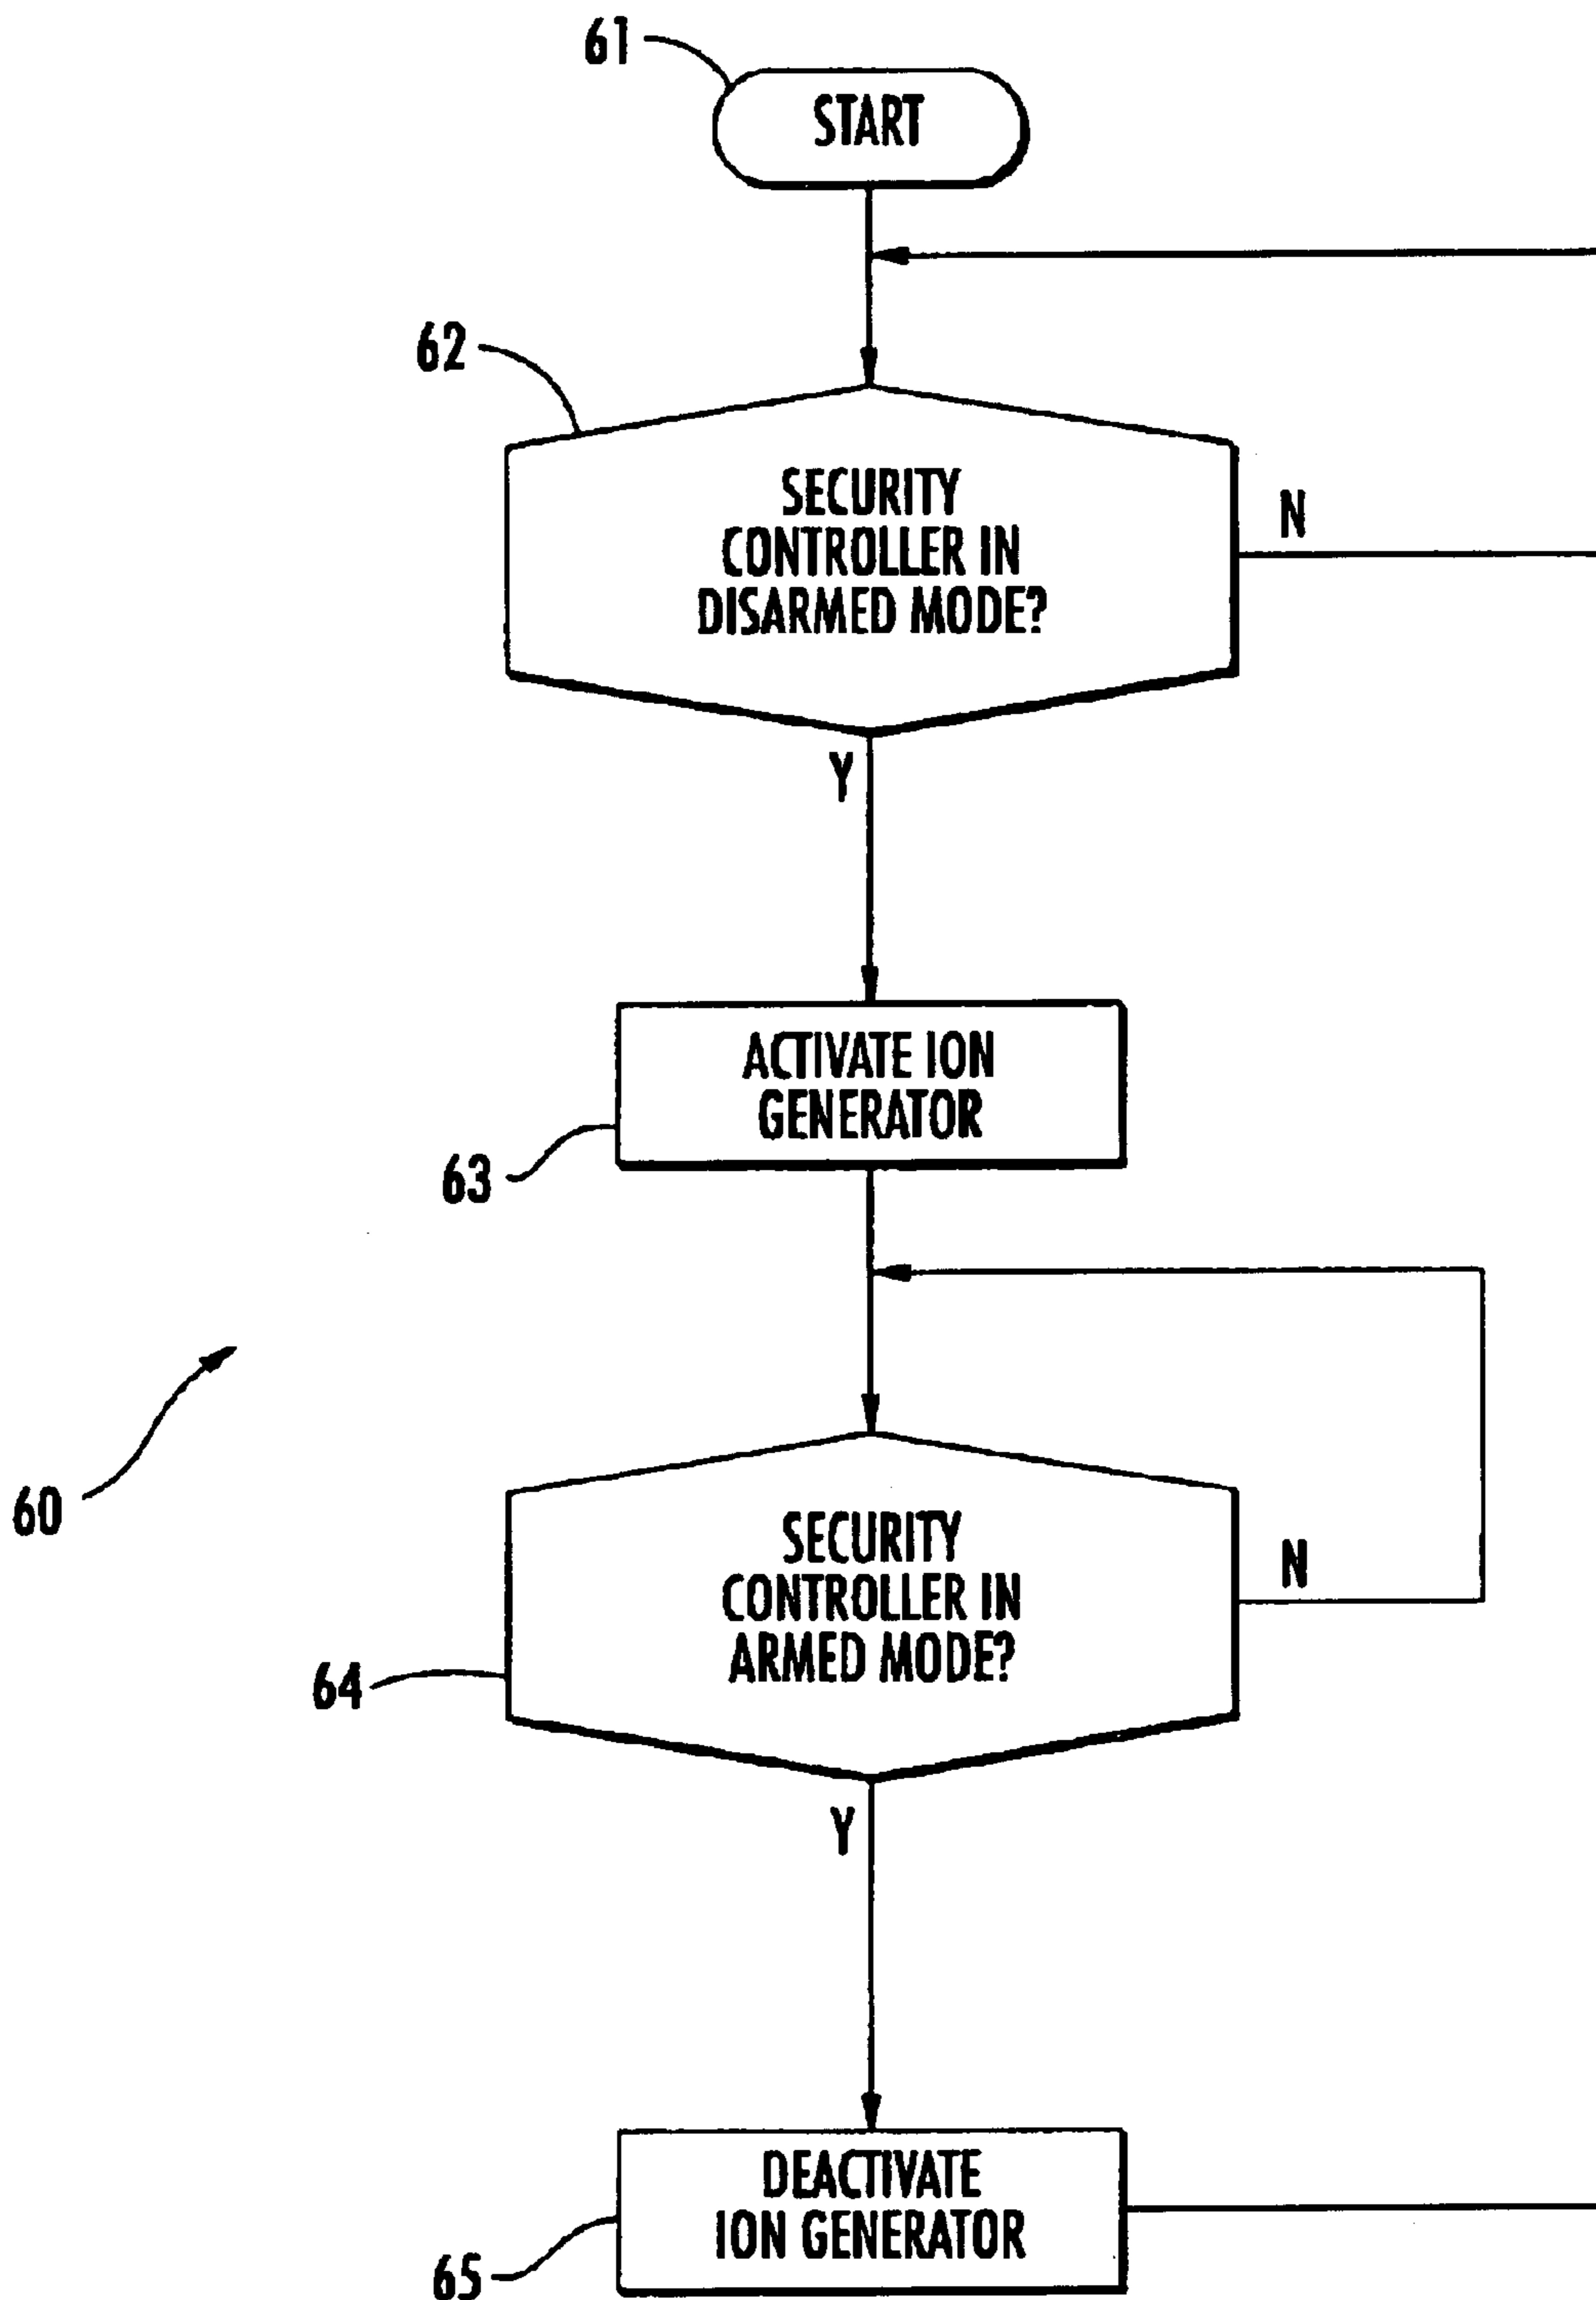 61
START
62
SECURITY
CONTROLLER IN
DISARMED MODE?
N
Y
ACTIVATE ION
GENERATOR
63
60
SECURITY
CONTROLLER IN
ARMED MODE?
N
64
Y
DEACTIVATE
ION GENERATOR
65